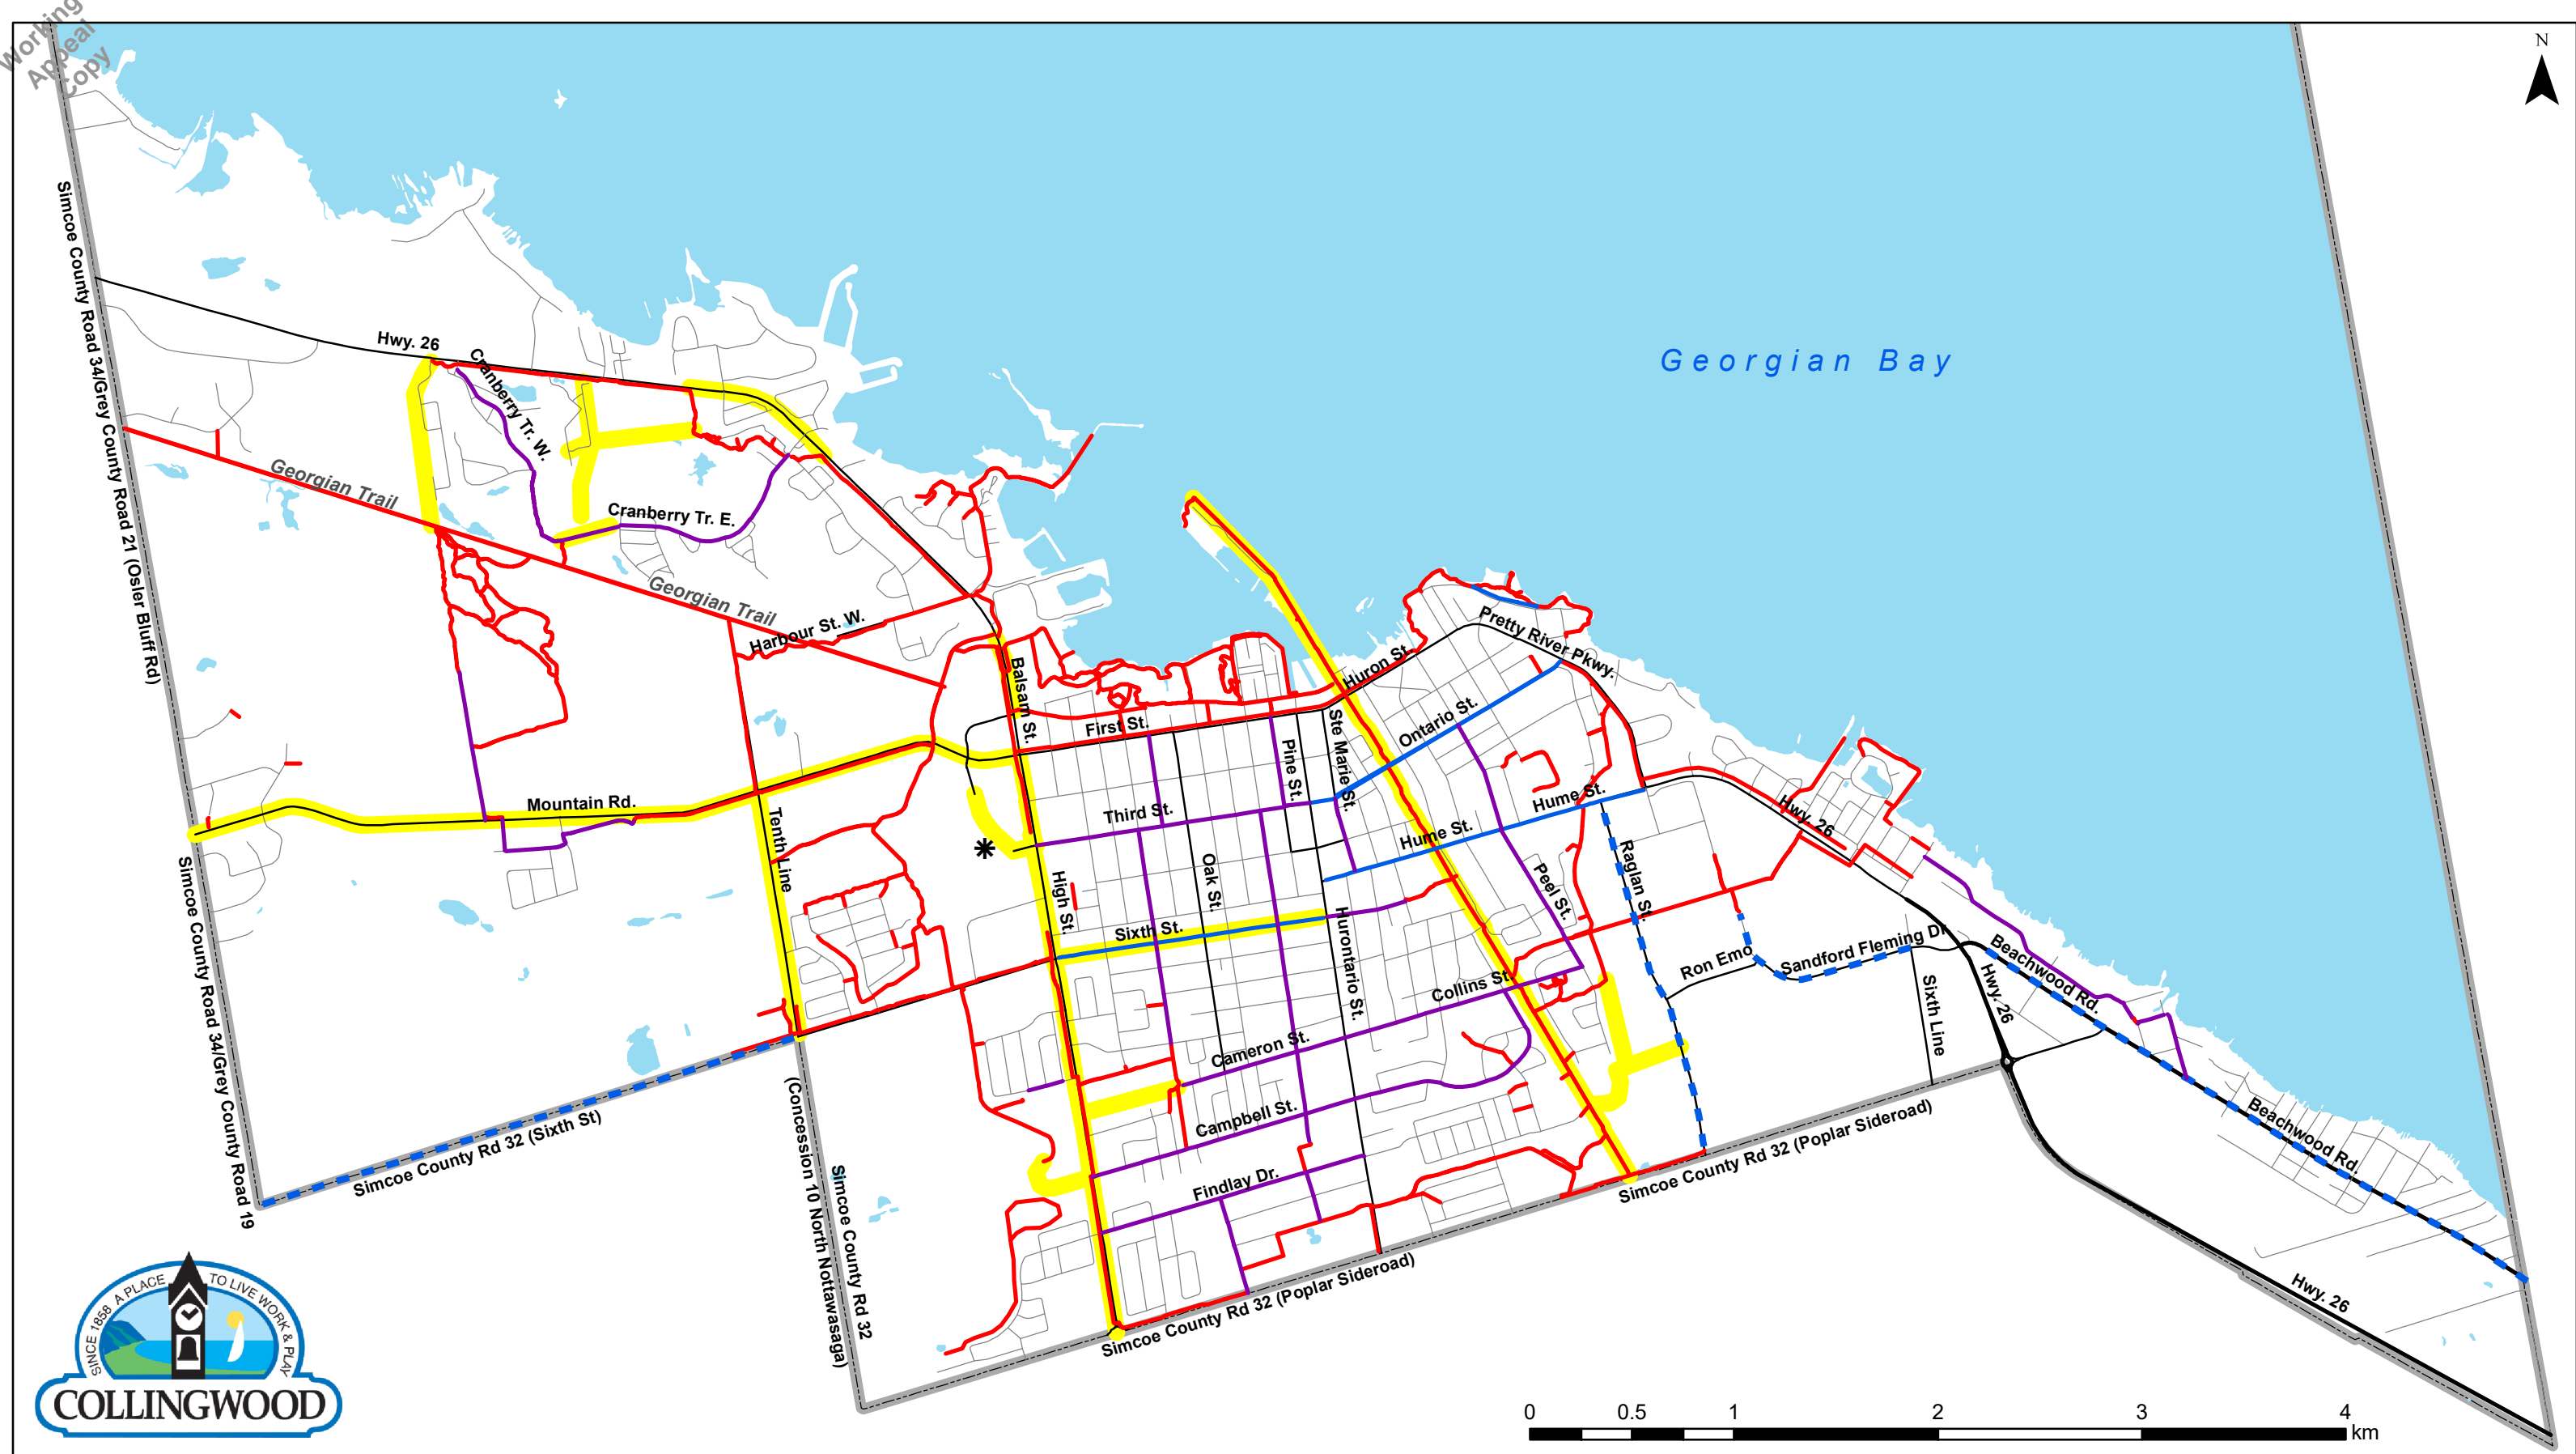 Working
Appeal
Copy
N
Georgian Bay
Simcoe County Road 34/Grey County Road 21 (Osler Bluff Rd)
Hwy. 26
Cranberry Tr. W.
Georgian Trail
Cranberry Tr. E.
Georgian Trail
Harbour St. W.
Balsam St.
First St.
Huron St.
Pretty River Pkwy.
Ontario St.
Ste Marie St.
Pine St.
Third St.
Mountain Rd.
Tenth Line
Hume St.
Hume St.
Hwy. 26
Oak St.
High St.
Sixth St.
Peel St.
Raglan St.
Hurontario St.
Ron Emo
Sandford Fleming Dr
Beachwood Rd.
Hwy. 26
Sixth Line
Collins St.
Cameron St.
Campbell St.
Findlay Dr.
Simcoe County Road 34/Grey County Road 19
Simcoe County Rd 32 (Sixth St)
Simcoe County Rd 32
(Concession 10 North Nottawasaga)
Simcoe County Rd 32 (Poplar Sideroad)
Simcoe County Rd 32 (Poplar Sideroad)
Beachwood Rd.
Hwy. 26
SINCE 1858 A PLACE TO LIVE WORK & PLAY
COLLINGWOOD
0 0.5 1 2 3 4
km